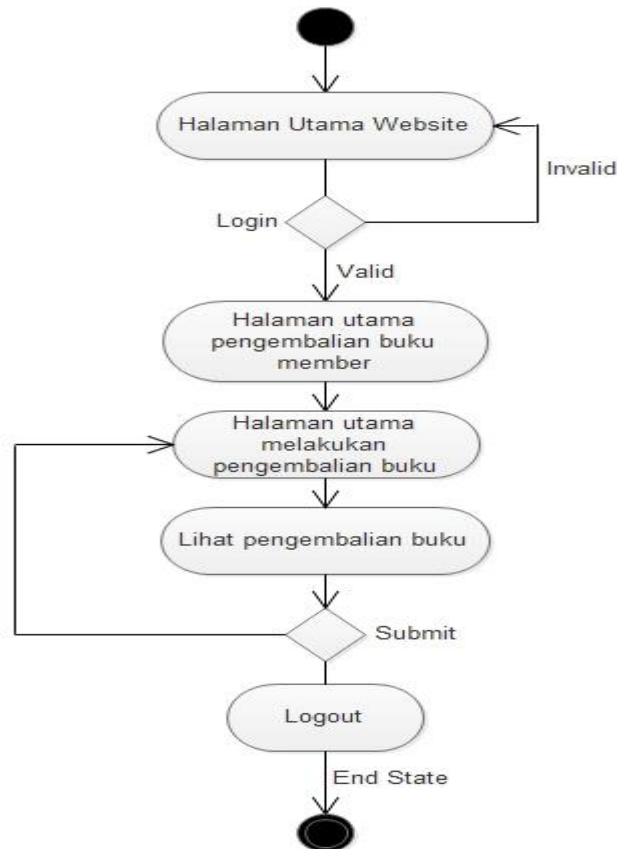 Halaman Utama Website
Invalid
Login
Valid
Halaman utama
pengembalian buku
member
Halaman utama
melakukan
pengembalian buku
Lihat pengembalian buku
Submit
Logout
End State